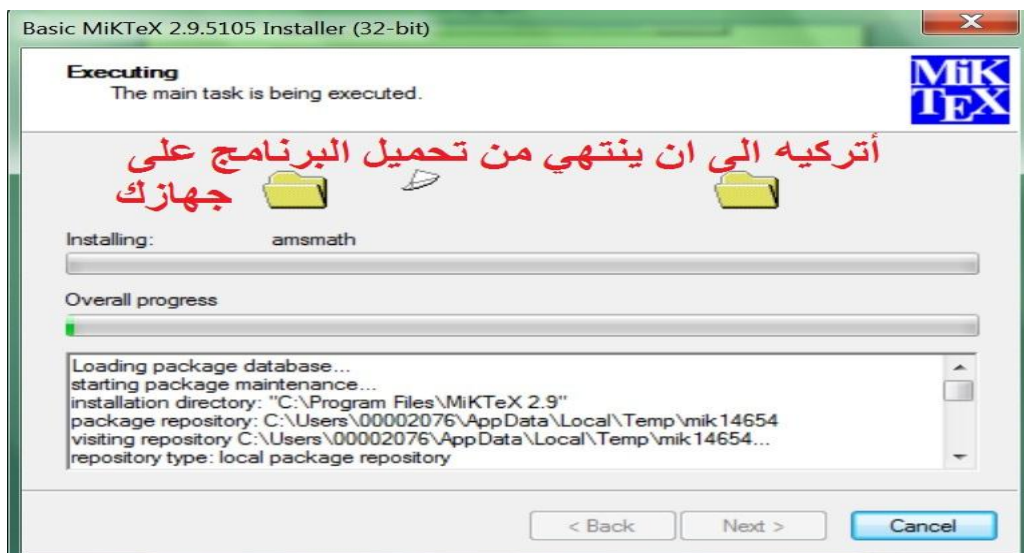 Basic MiKTeX 2.9.5105 Installer (32-bit)
Executing
The main task is being executed.
MiK
TEX
أتركيه الى ان ينتهي من تحميل البرنامج على
جهازك
Installing: amsmath
Overall progress
Loading package database...
starting package maintenance...
installation directory: "C:\Program Files\MiKTeX 2.9"
package repository: C:\Users\00002076\AppData\Local\Temp\mik14654
visiting repository C:\Users\00002076\AppData\Local\Temp\mik14654...
repository type: local package repository
< Back Next > Cancel